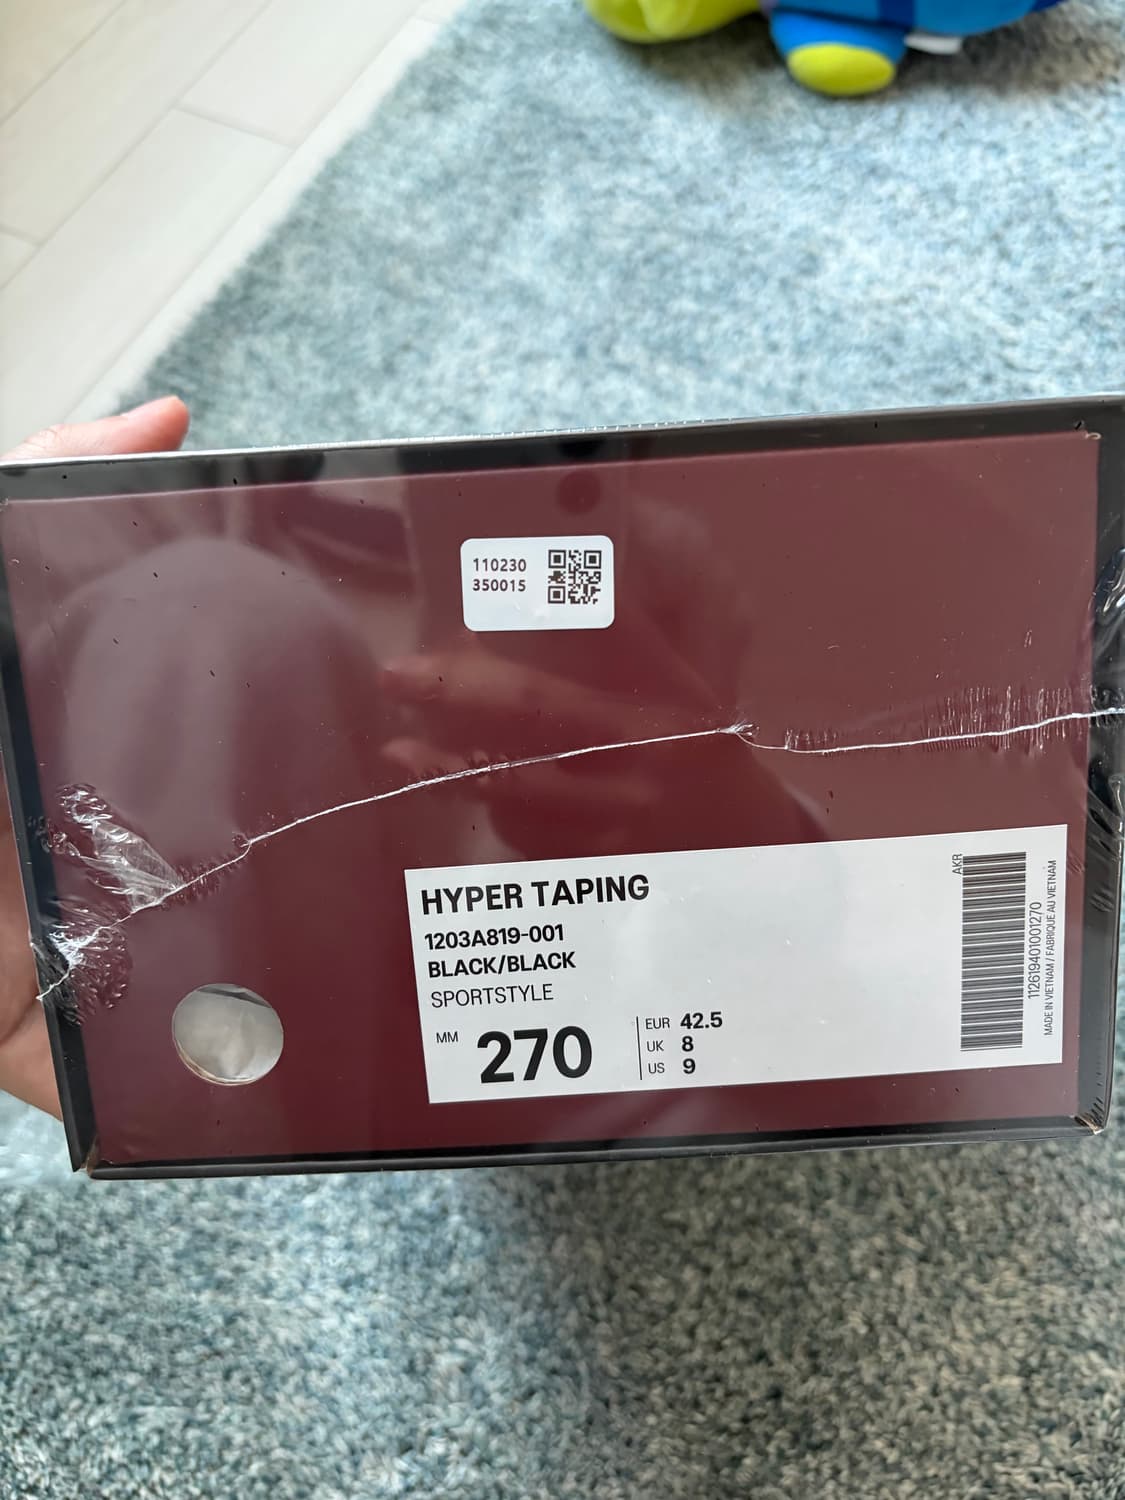 110230
350015
HYPER TAPING
1203A819-001
BLACK/BLACK
SPORTSTYLE
MM 270
EUR 42.5
UK 8
US 9
AKR
112619401001270
MADE IN VIETNAM / FABRIQUE AU VIETNAM